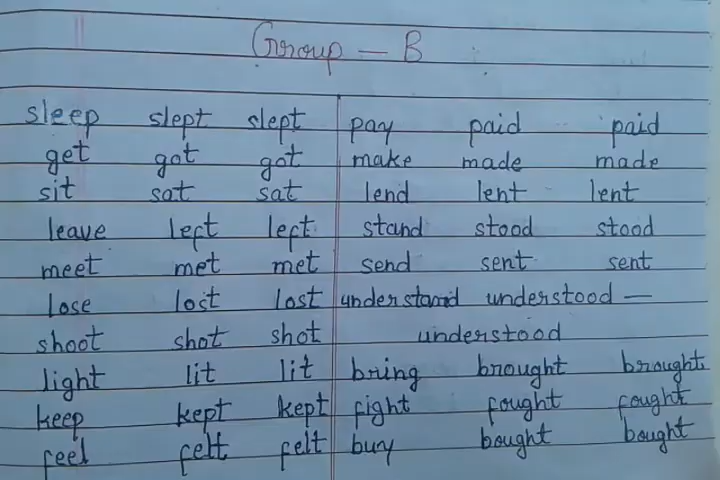 Group - B
sleep slept slept pay paid paid
get got got make made made
sit sat sat lend lent lent
leave left left stand stood stood
meet met met send sent sent
lose lost lost understand understood —
shoot shot shot understood
light lit lit bring brought brought
keep kept kept fight fought fought
feel felt felt buy bought bought